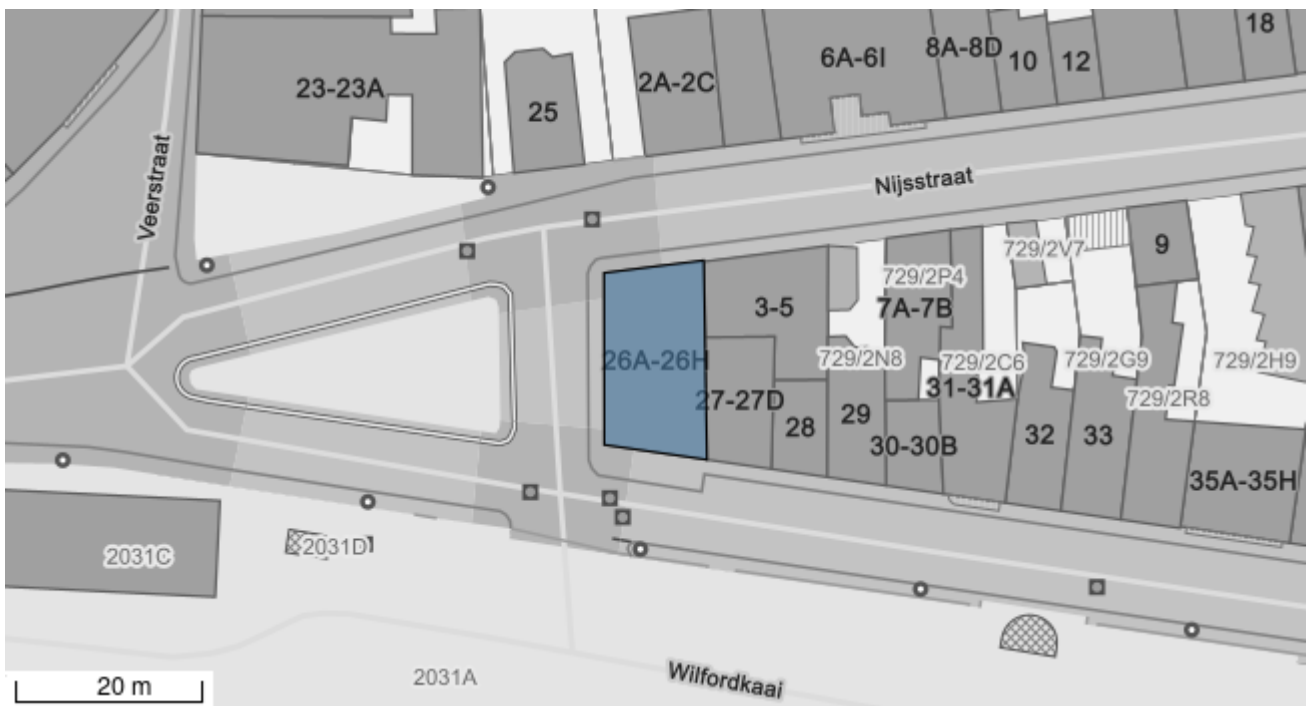 18
8A-8D
6A-6I
10
12
2A-2C
23-23A
25
Nijsstraat
Veerstraat
9
729/2V7
729/2P4
3-5
7A-7B
26A-26H
729/2N8
729/2C6
729/2G9
729/2H9
31-31A
27-27D
729/2R8
28
29
32
33
30-30B
35A-35H
2031D
2031C
2031A
Wilfordkaai
20 m